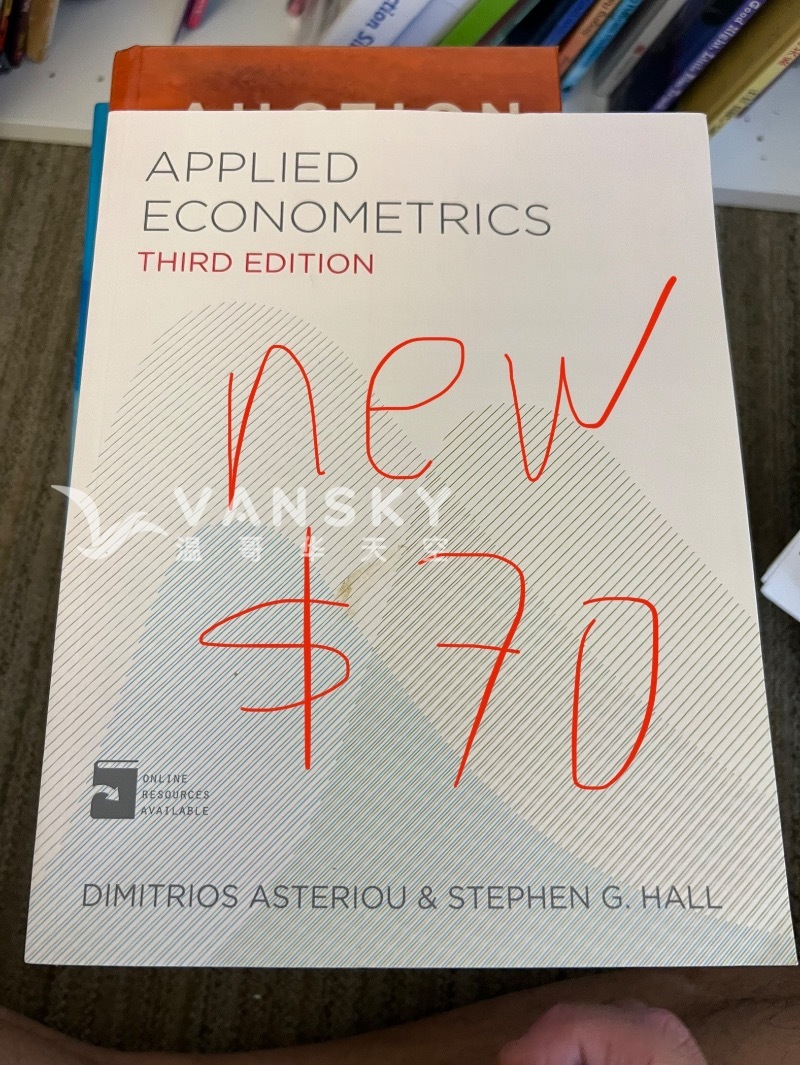 AUCTION
APPLIED
ECONOMETRICS
THIRD EDITION
new
VANSKY
温哥华天空
$70
ONLINE
RESOURCES
AVAILABLE
DIMITRIOS ASTERIOU & STEPHEN G. HALL